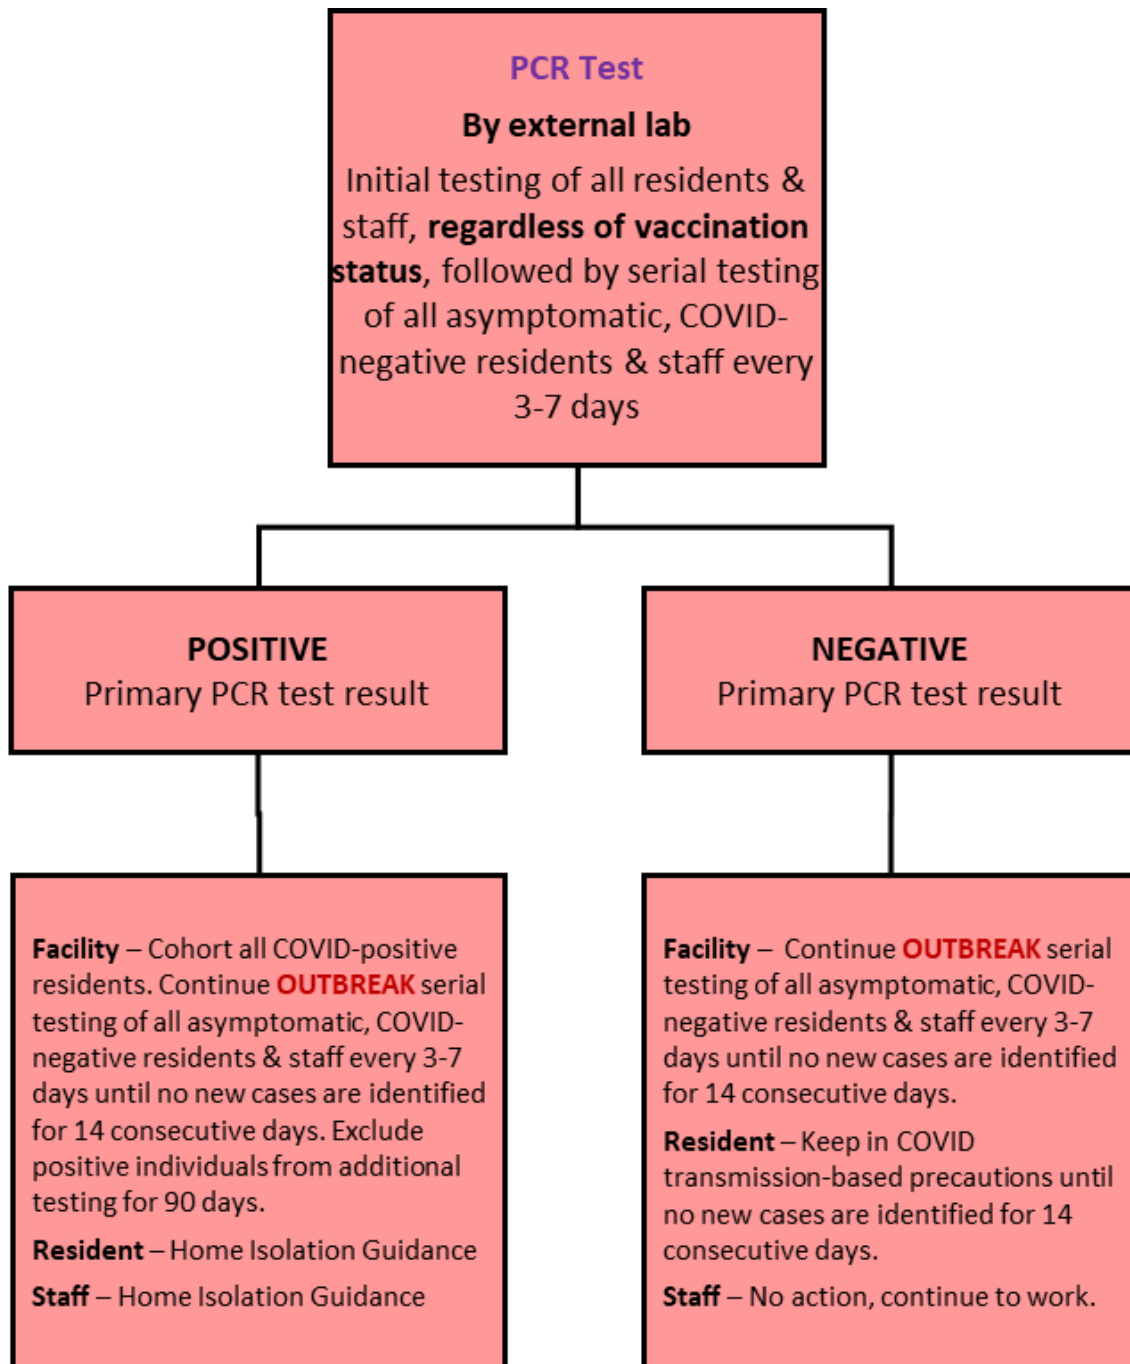 PCR Test
By external lab
Initial testing of all residents &
staff, regardless of vaccination
status, followed by serial testing
of all asymptomatic, COVID-
negative residents & staff every
3-7 days
POSITIVE
Primary PCR test result
NEGATIVE
Primary PCR test result
Facility – Cohort all COVID-positive
residents. Continue OUTBREAK serial
testing of all asymptomatic, COVID-
negative residents & staff every 3-7
days until no new cases are identified
for 14 consecutive days. Exclude
positive individuals from additional
testing for 90 days.
Resident – Home Isolation Guidance
Staff – Home Isolation Guidance
Facility – Continue OUTBREAK serial
testing of all asymptomatic, COVID-
negative residents & staff every 3-7
days until no new cases are identified
for 14 consecutive days.
Resident – Keep in COVID
transmission-based precautions until
no new cases are identified for 14
consecutive days.
Staff – No action, continue to work.